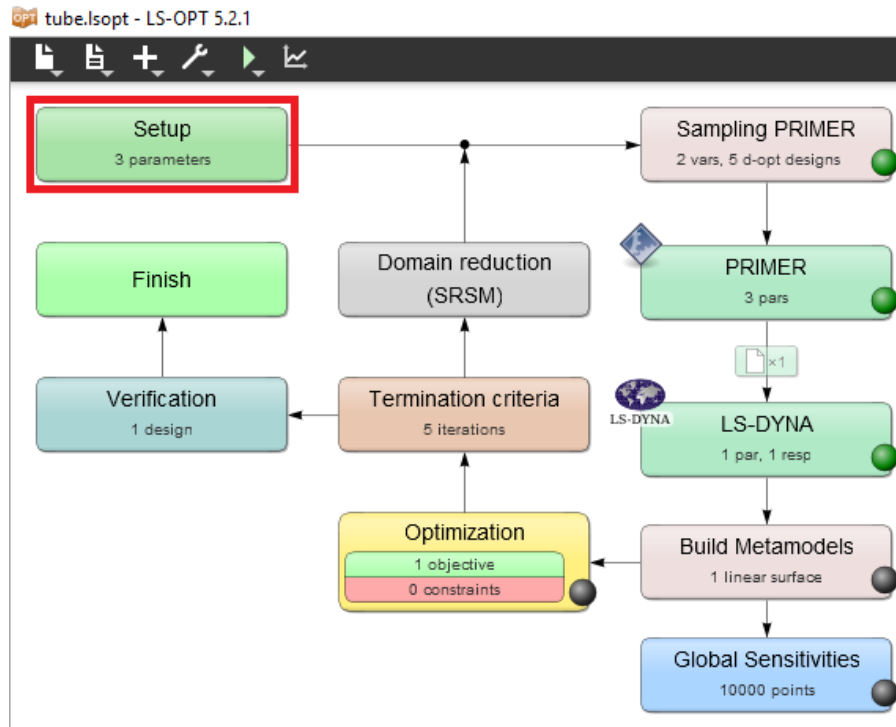 tube.lsopt - LS-OPT 5.2.1
Setup
3 parameters
Sampling PRIMER
2 vars, 5 d-opt designs
Finish
Domain reduction
(SRSM)
PRIMER
3 pars
×1
Verification
1 design
Termination criteria
5 iterations
LS-DYNA
LS-DYNA
1 par, 1 resp
Optimization
1 objective
0 constraints
Build Metamodels
1 linear surface
Global Sensitivities
10000 points